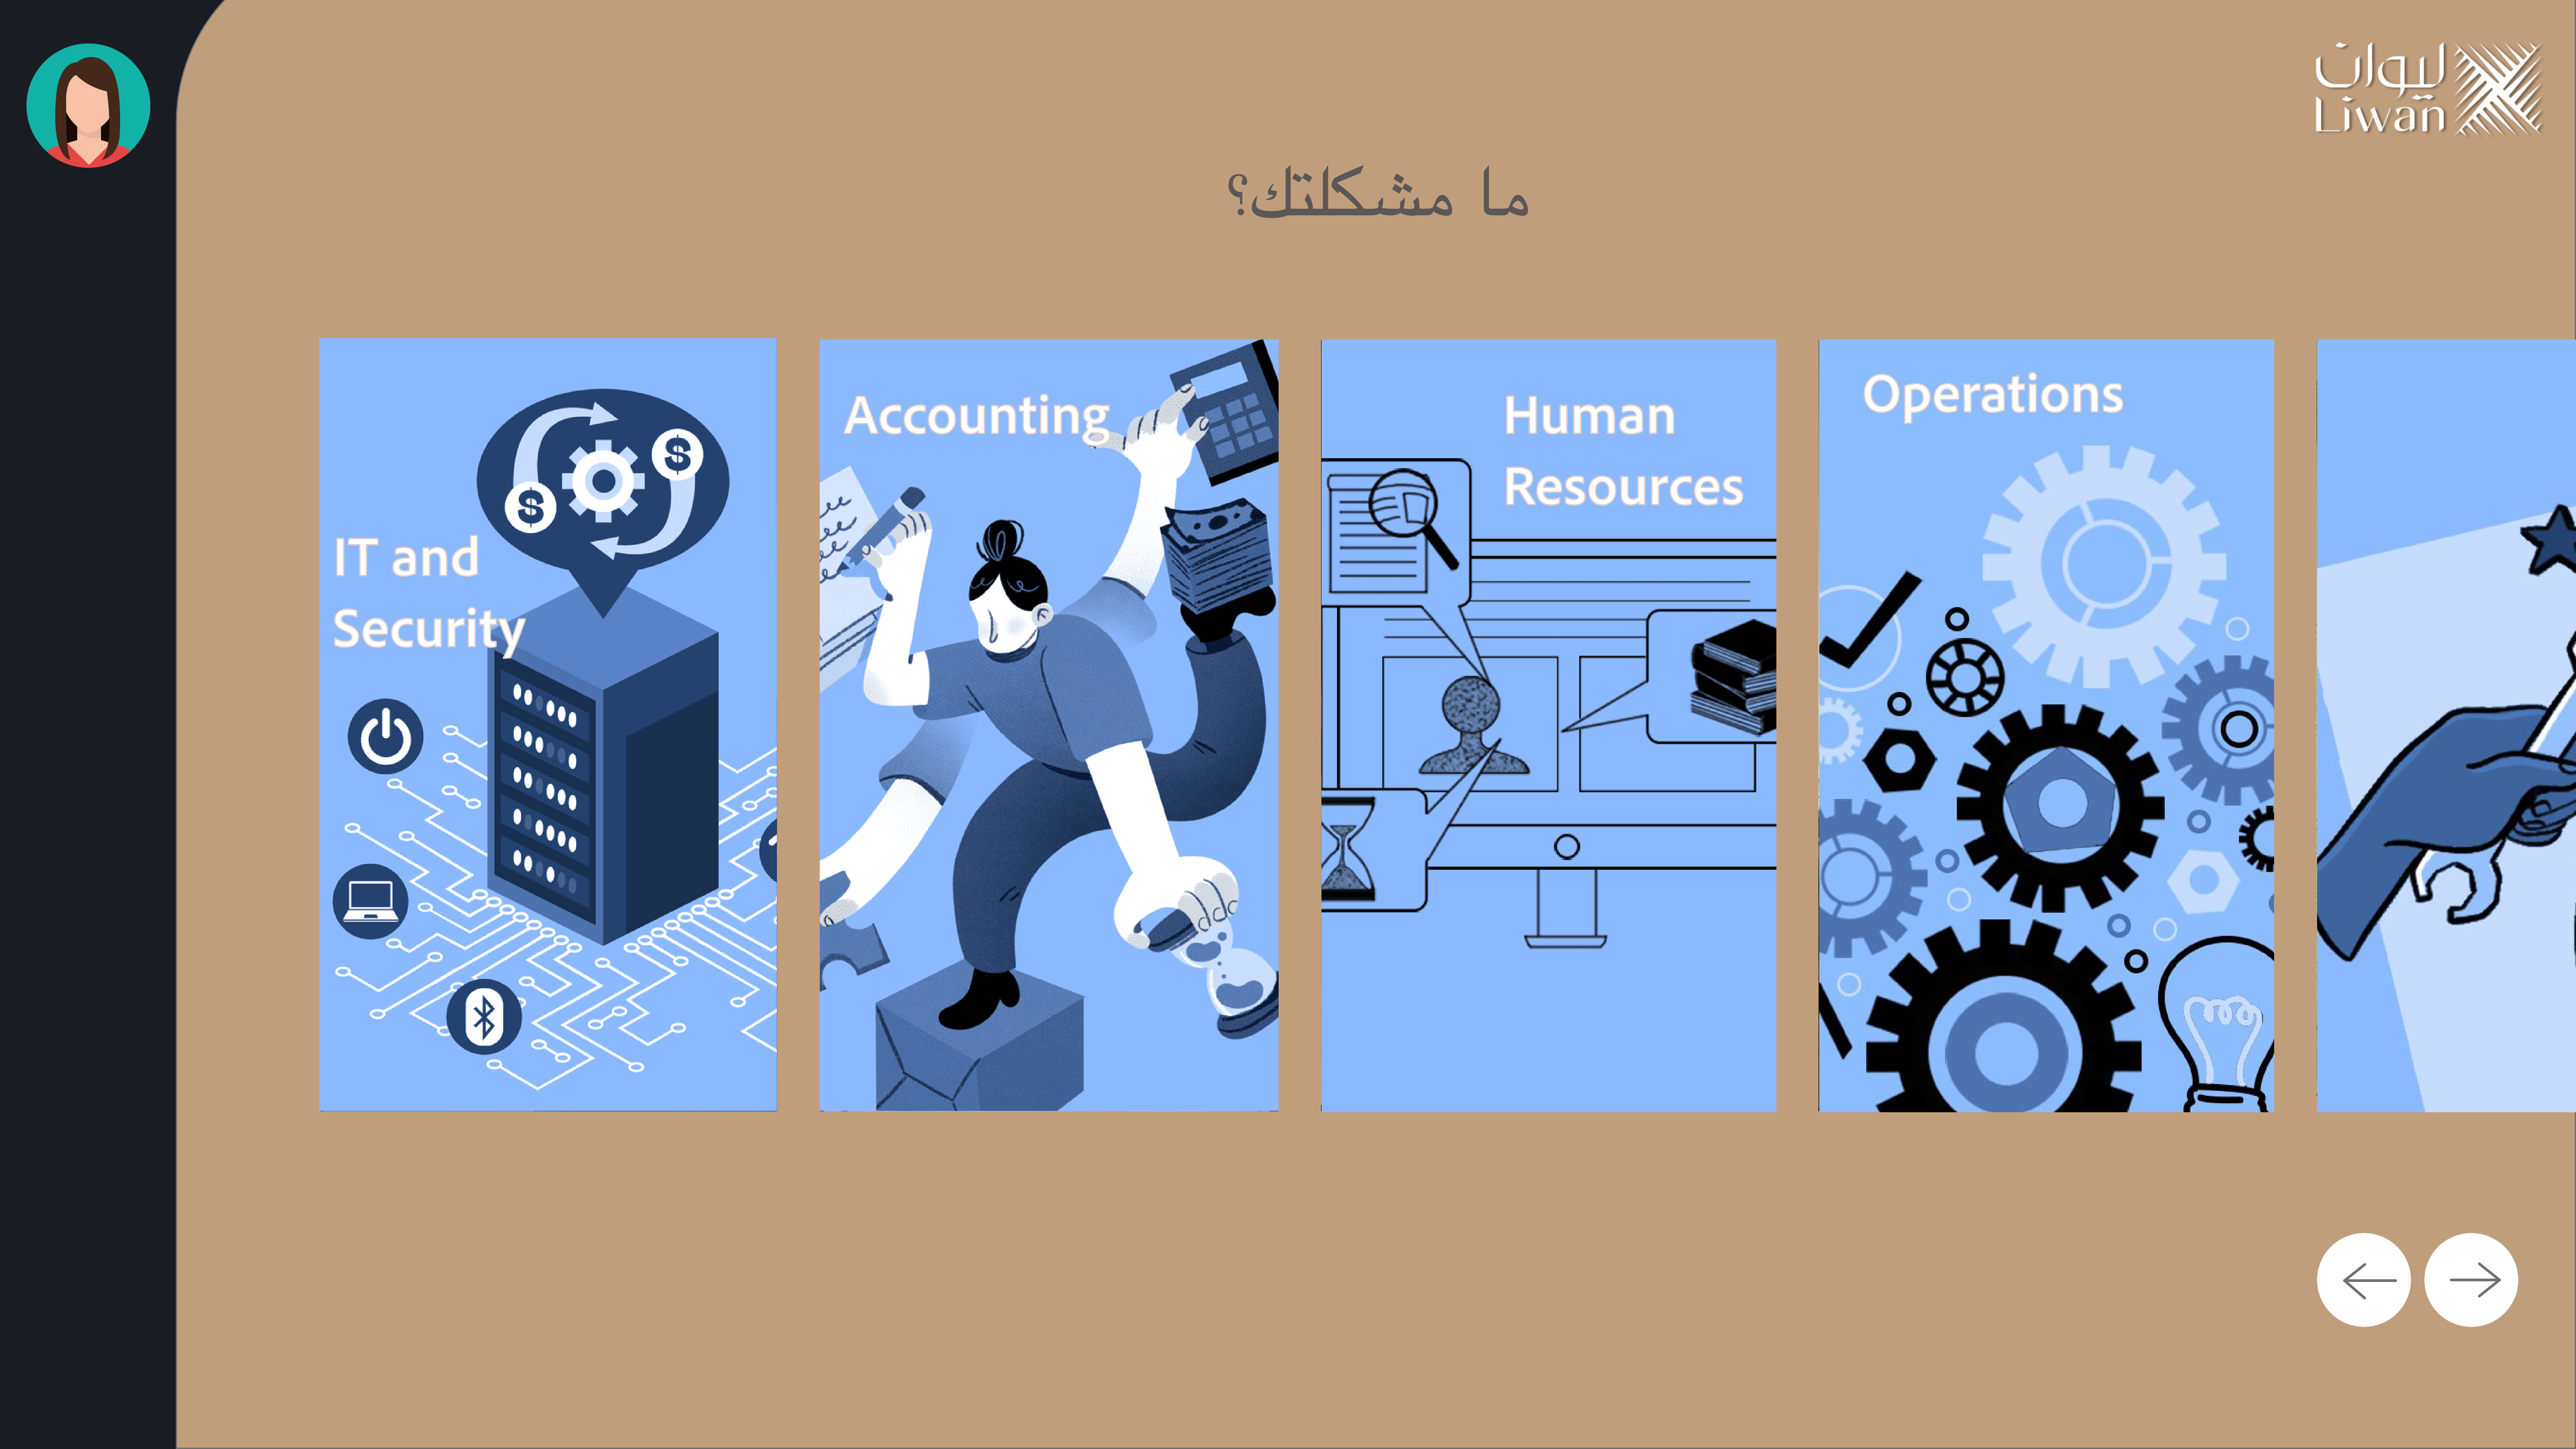 ليوان
Liwan
ما مشكلتك؟
IT and
Security
Accounting
Human
Resources
Operations